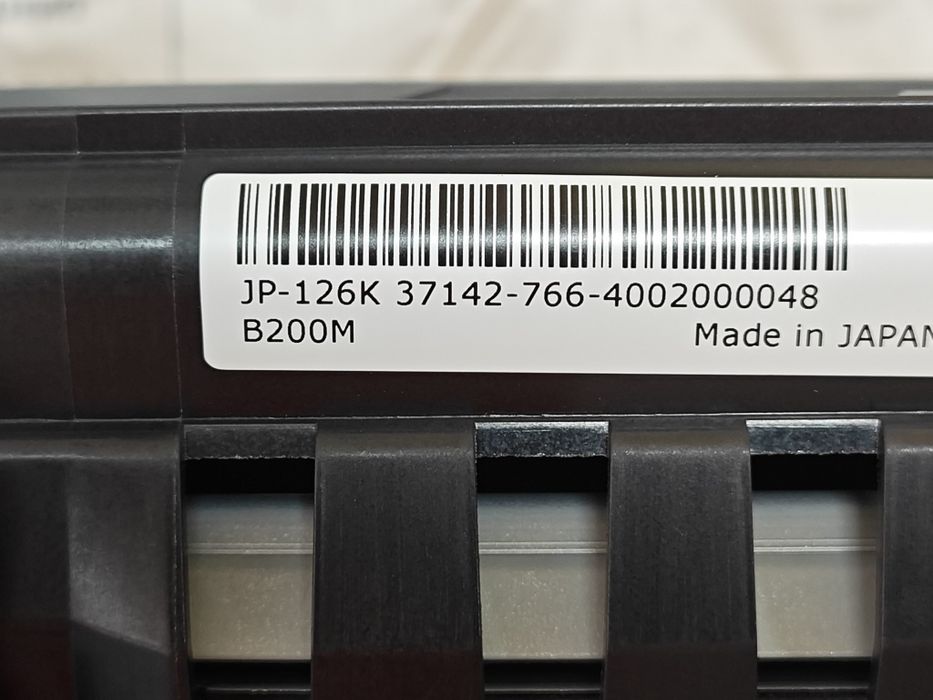 JP-126K 37142-766-4002000048
B200M
Made in JAPAN